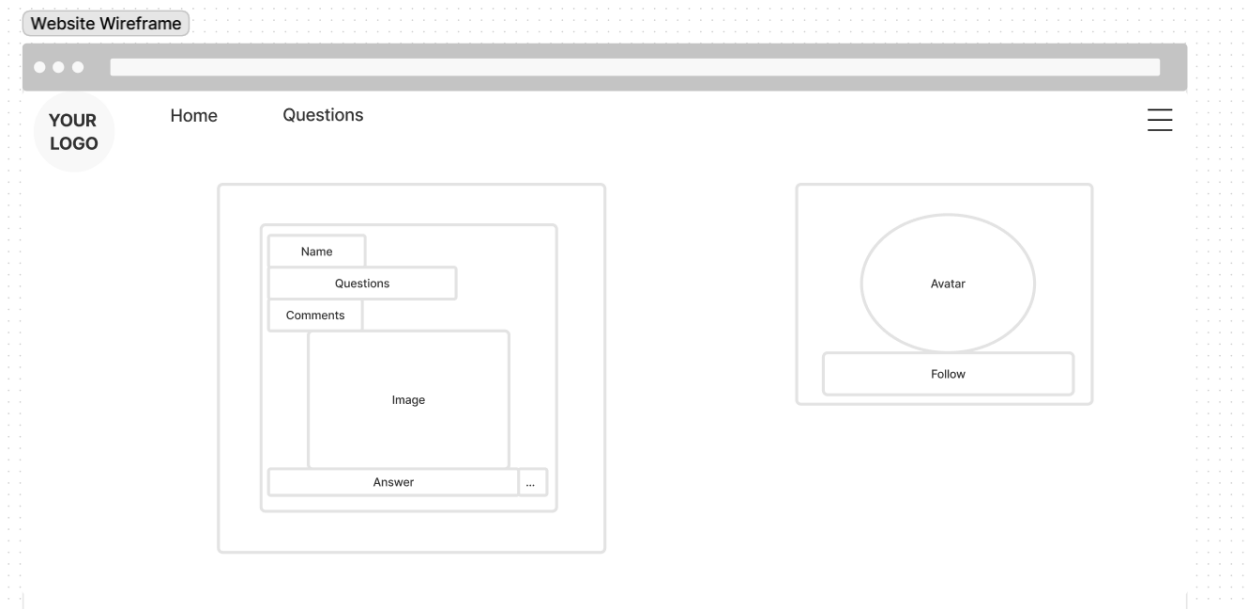 Website Wireframe
YOUR
LOGO
Home
Questions
Name
Questions
Comments
Image
Answer
...
Avatar
Follow